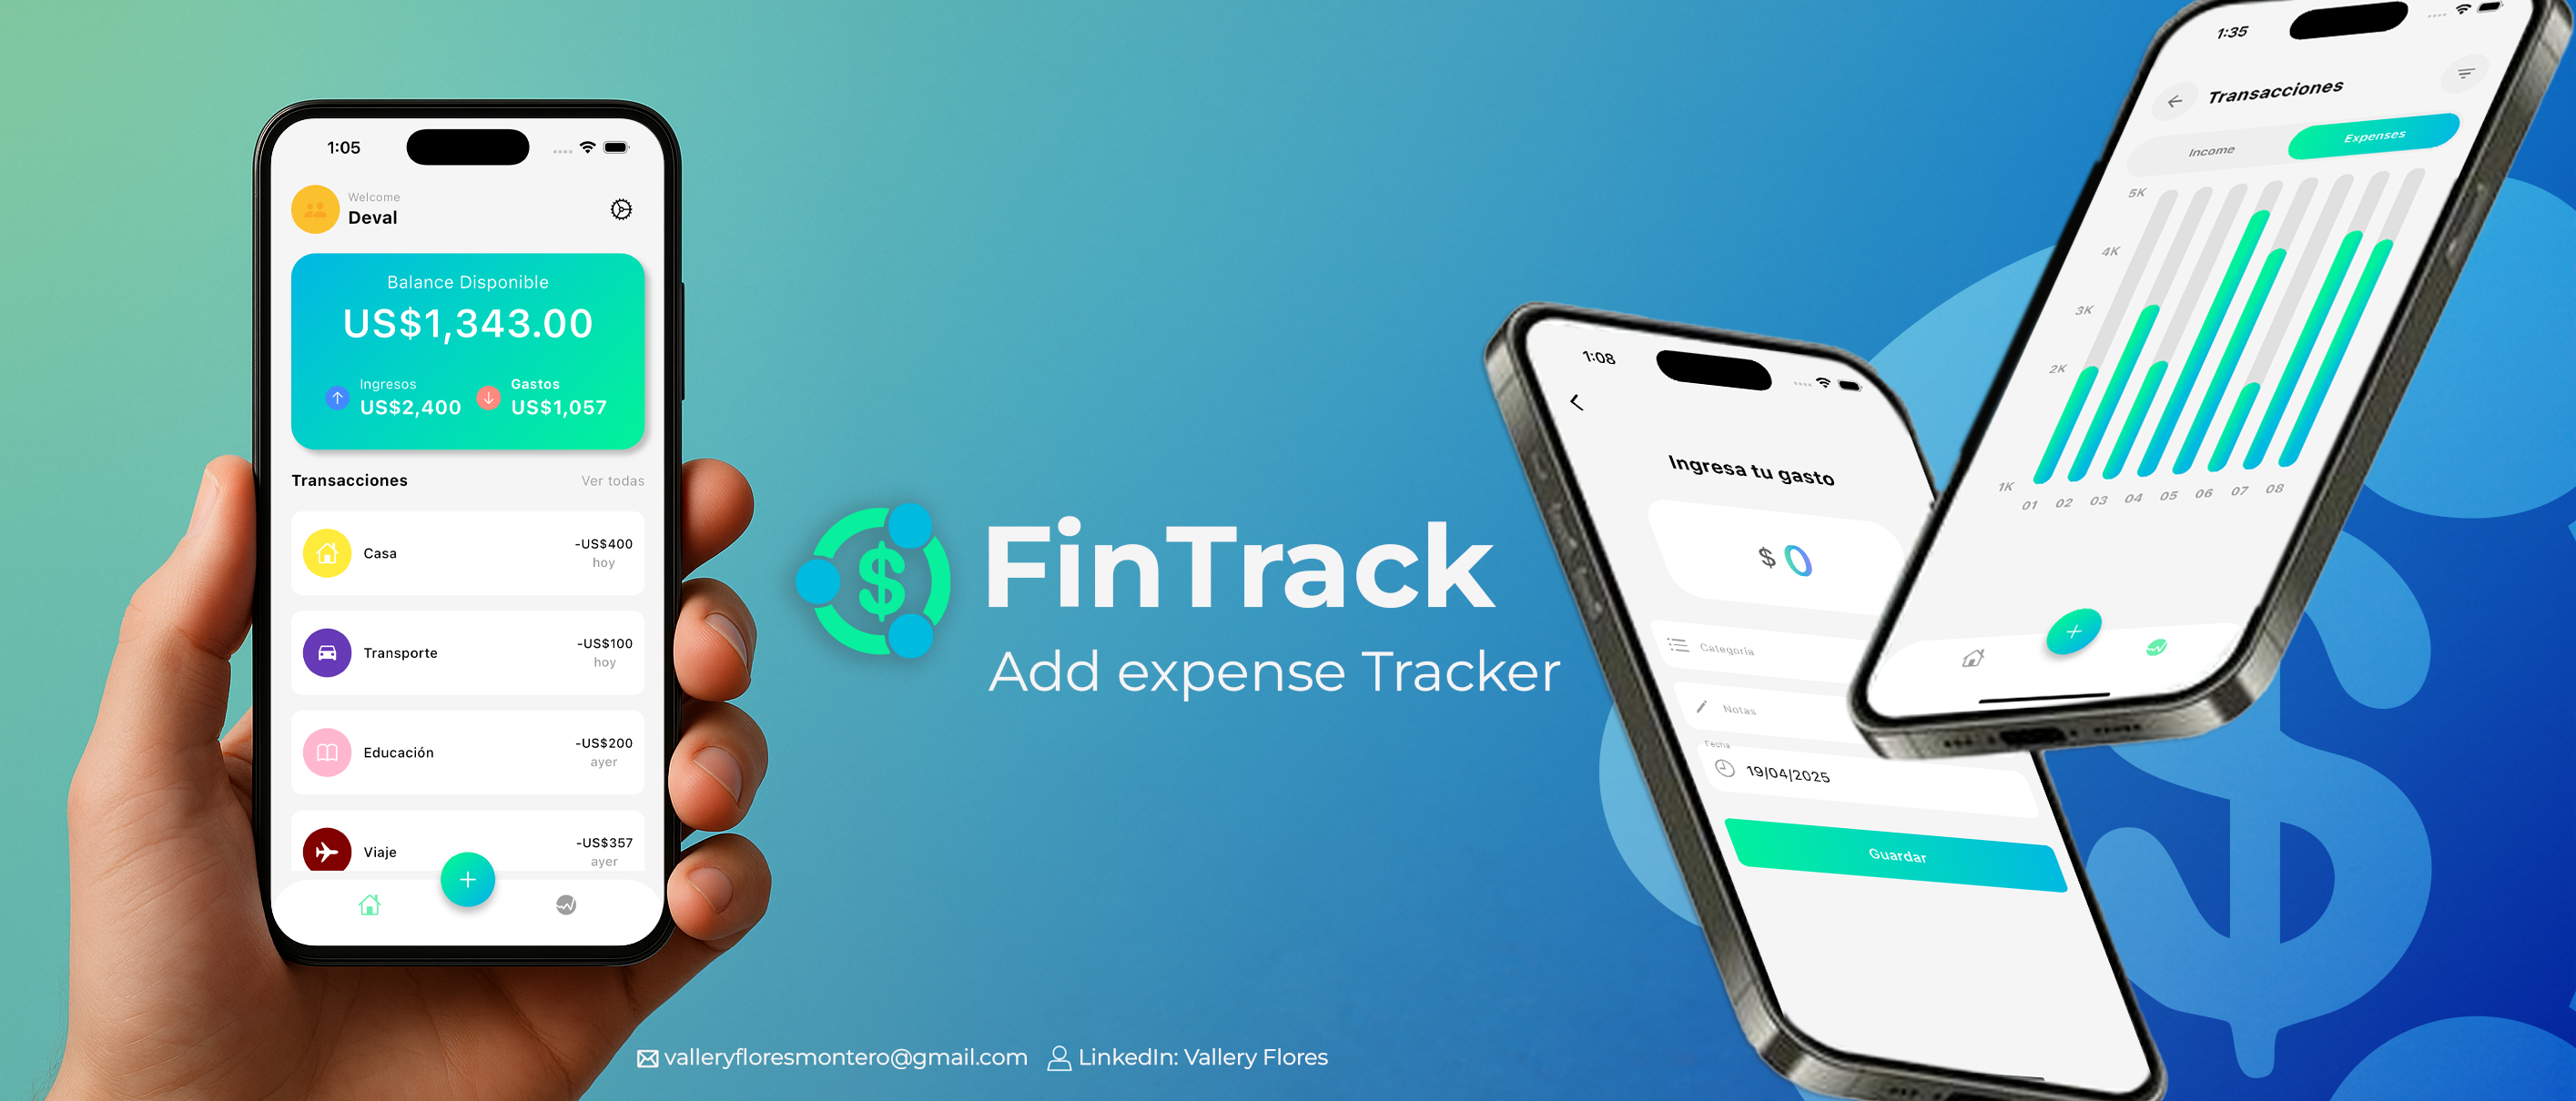 1:05
Welcome
Deval
Balance Disponible
US$1,343.00
Ingresos
US$2,400
Gastos
US$1,057
Transacciones
Ver todas
Casa
-US$400
hoy
Transporte
-US$100
hoy
Educación
-US$200
ayer
Viaje
-US$357
ayer
FinTrack
Add expense Tracker
valleryfloresmontero@gmail.com
LinkedIn: Vallery Flores
1:08
Ingresa tu gasto
$ 0
Categoría
Notas
Fecha
19/04/2025
Guardar
1:35
Transacciones
Income
Expenses
5K
4K
3K
2K
1K
01 02 03 04 05 06 07 08